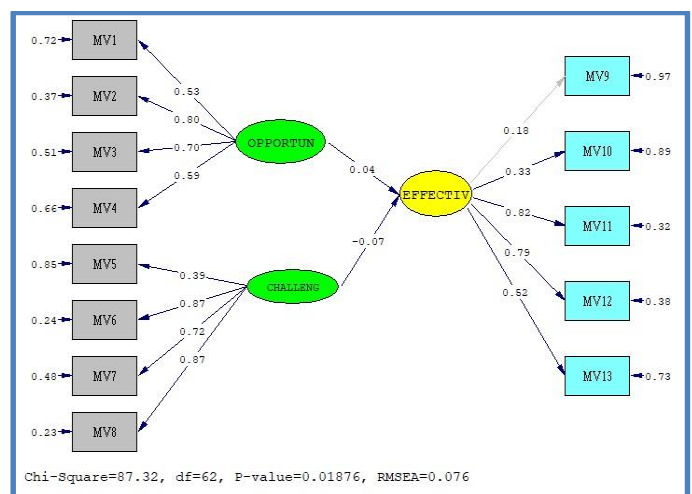 0.72
MV1
0.37
MV2
0.51
MV3
0.66
MV4
0.85
MV5
0.24
MV6
0.48
MV7
0.23
MV8
0.53
0.80
0.70
0.59
OPPORTUN
0.39
0.87
0.72
0.87
CHALLENG
0.04
-0.07
EFFECTIV
0.18
0.33
0.82
0.79
0.52
MV9
0.97
MV10
0.89
MV11
0.32
MV12
0.38
MV13
0.73
Chi-Square=87.32, df=62, P-value=0.01876, RMSEA=0.076